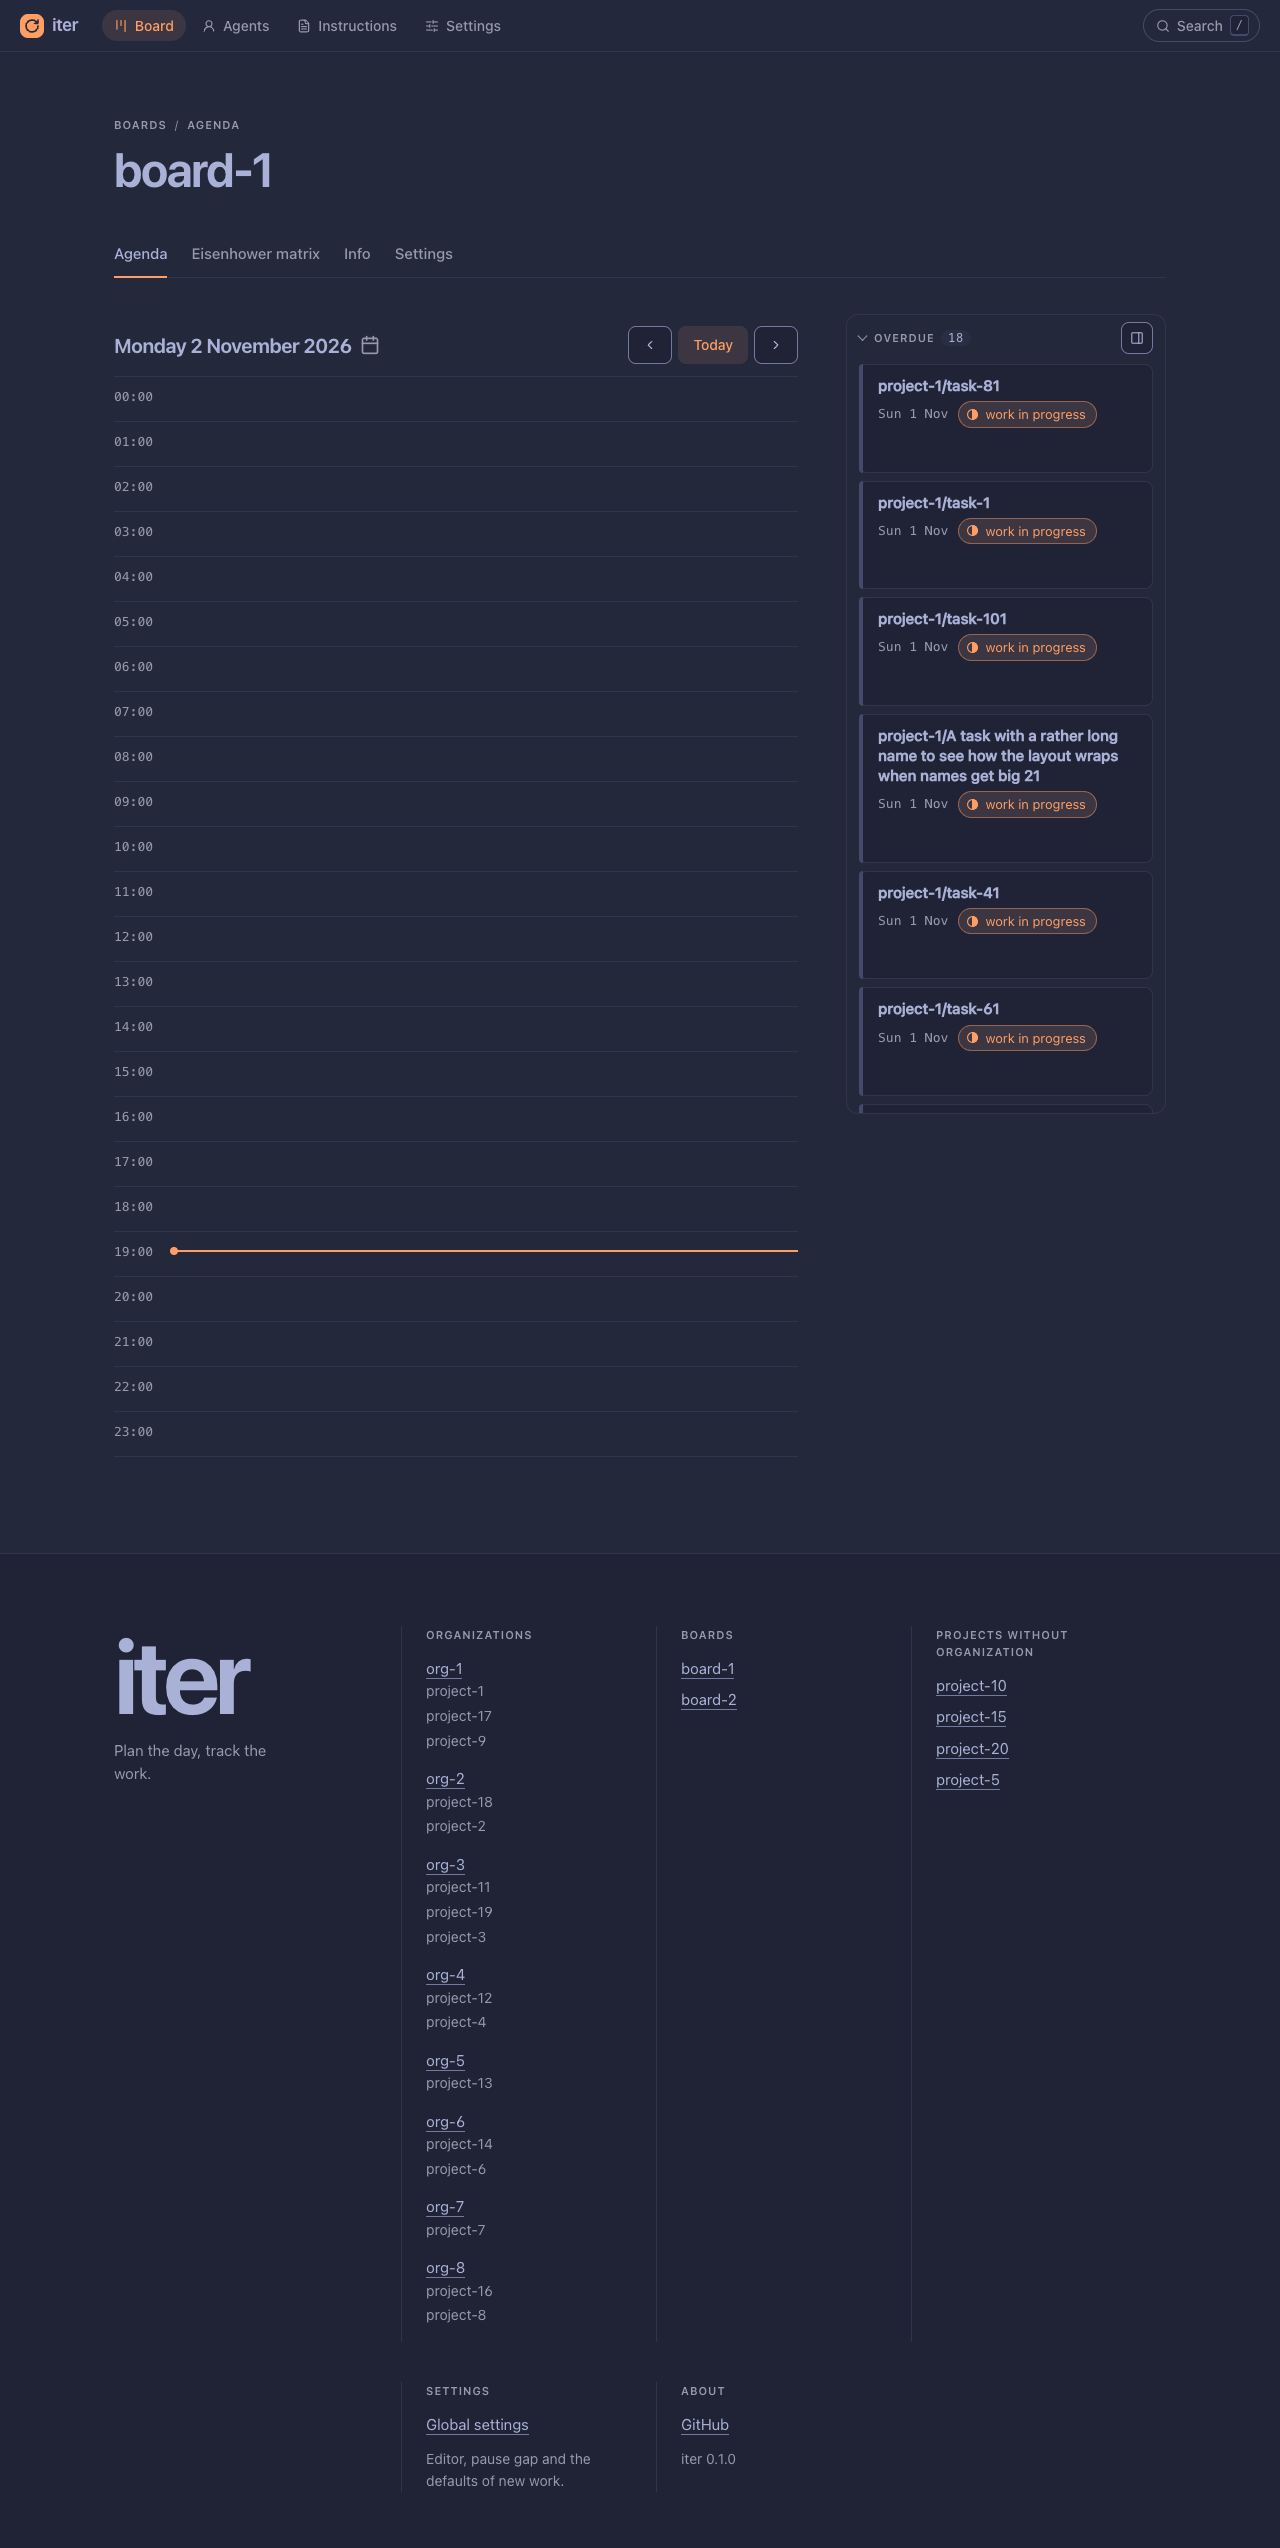 iter
Board
Agents
Instructions
Settings
Search /
BOARDS / AGENDA
board-1
Agenda
Eisenhower matrix
Info
Settings
Monday 2 November 2026
Today
00:00
01:00
02:00
03:00
04:00
05:00
06:00
07:00
08:00
09:00
10:00
11:00
12:00
13:00
14:00
15:00
16:00
17:00
18:00
19:00
20:00
21:00
22:00
23:00
OVERDUE 18
project-1/task-81
Sun 1 Nov work in progress
project-1/task-1
Sun 1 Nov work in progress
project-1/task-101
Sun 1 Nov work in progress
project-1/A task with a rather long
name to see how the layout wraps
when names get big 21
Sun 1 Nov work in progress
project-1/task-41
Sun 1 Nov work in progress
project-1/task-61
Sun 1 Nov work in progress
iter
Plan the day, track the
work.
ORGANIZATIONS
org-1
project-1
project-17
project-9
org-2
project-18
project-2
org-3
project-11
project-19
project-3
org-4
project-12
project-4
org-5
project-13
org-6
project-14
project-6
org-7
project-7
org-8
project-16
project-8
BOARDS
board-1
board-2
PROJECTS WITHOUT
ORGANIZATION
project-10
project-15
project-20
project-5
SETTINGS
Global settings
Editor, pause gap and the
defaults of new work.
ABOUT
GitHub
iter 0.1.0